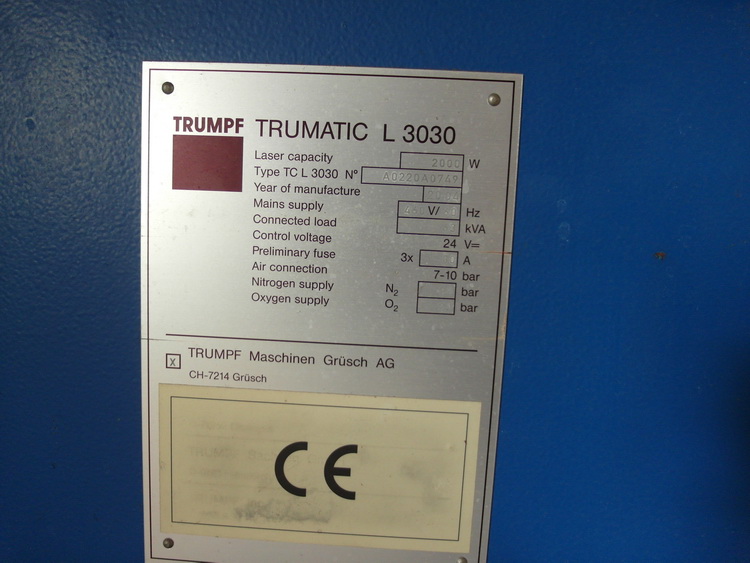 TRUMPF TRUMATIC L 3030
Laser capacity 2000 W
Type TC L 3030 N° A0220A0749
Year of manufacture
Mains supply V/ Hz
Connected load kVA
Control voltage 24 V=
Preliminary fuse 3x A
Air connection 7-10 bar
Nitrogen supply N₂ bar
Oxygen supply O₂ bar
X TRUMPF Maschinen Grüsch AG
CH-7214 Grüsch
CE